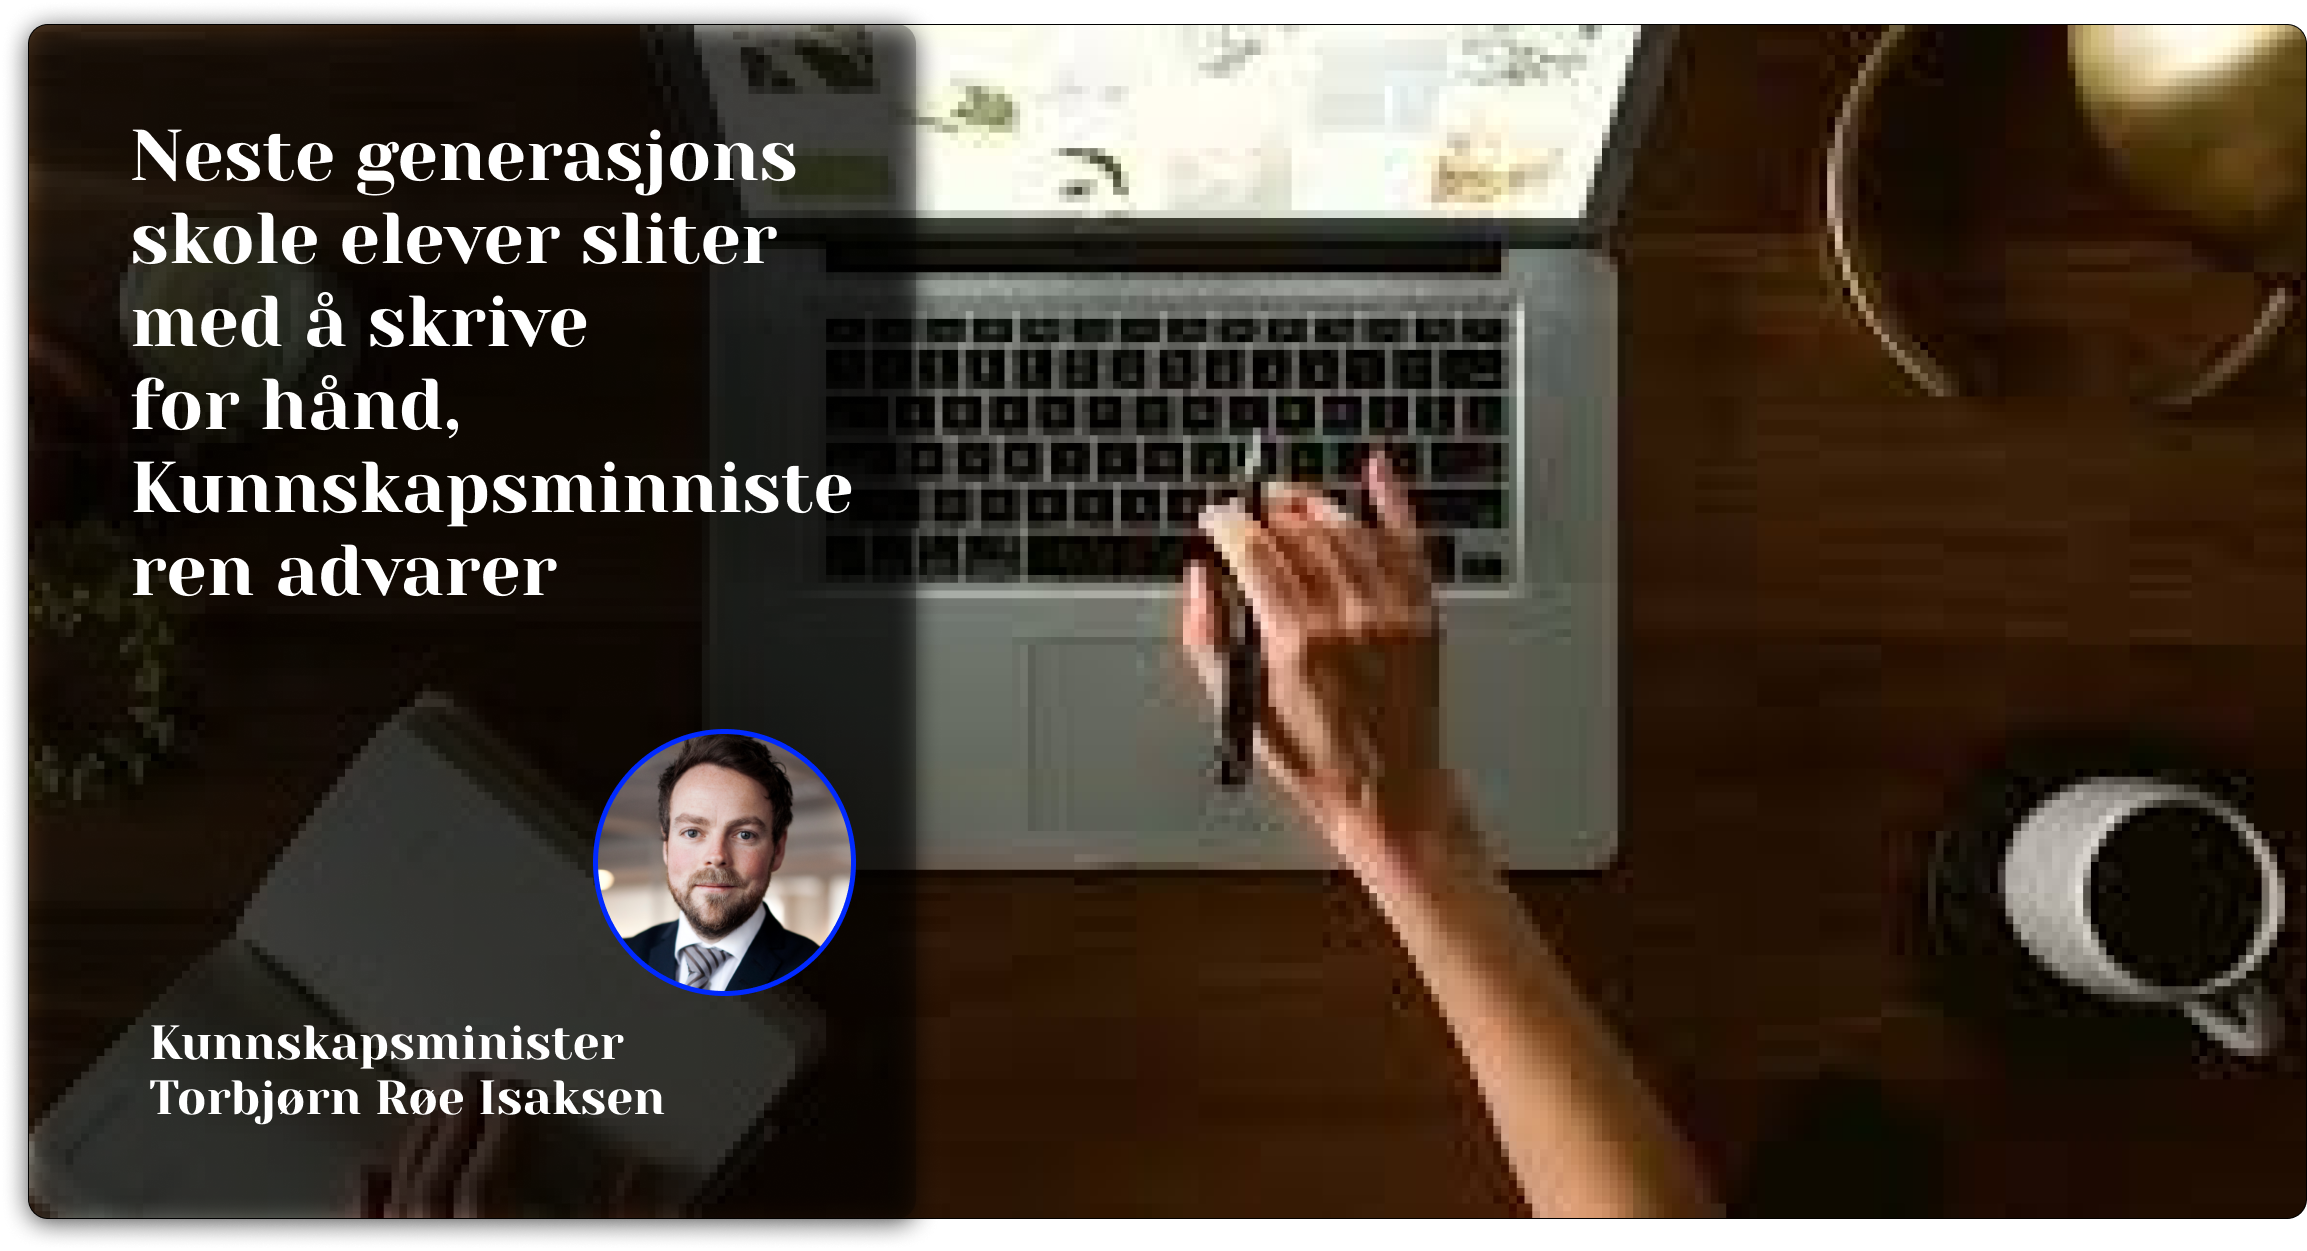 Neste generasjons
skole elever sliter
med å skrive
for hånd,
Kunnskapsminniste
ren advarer
Kunnskapsminister
Torbjørn Røe Isaksen